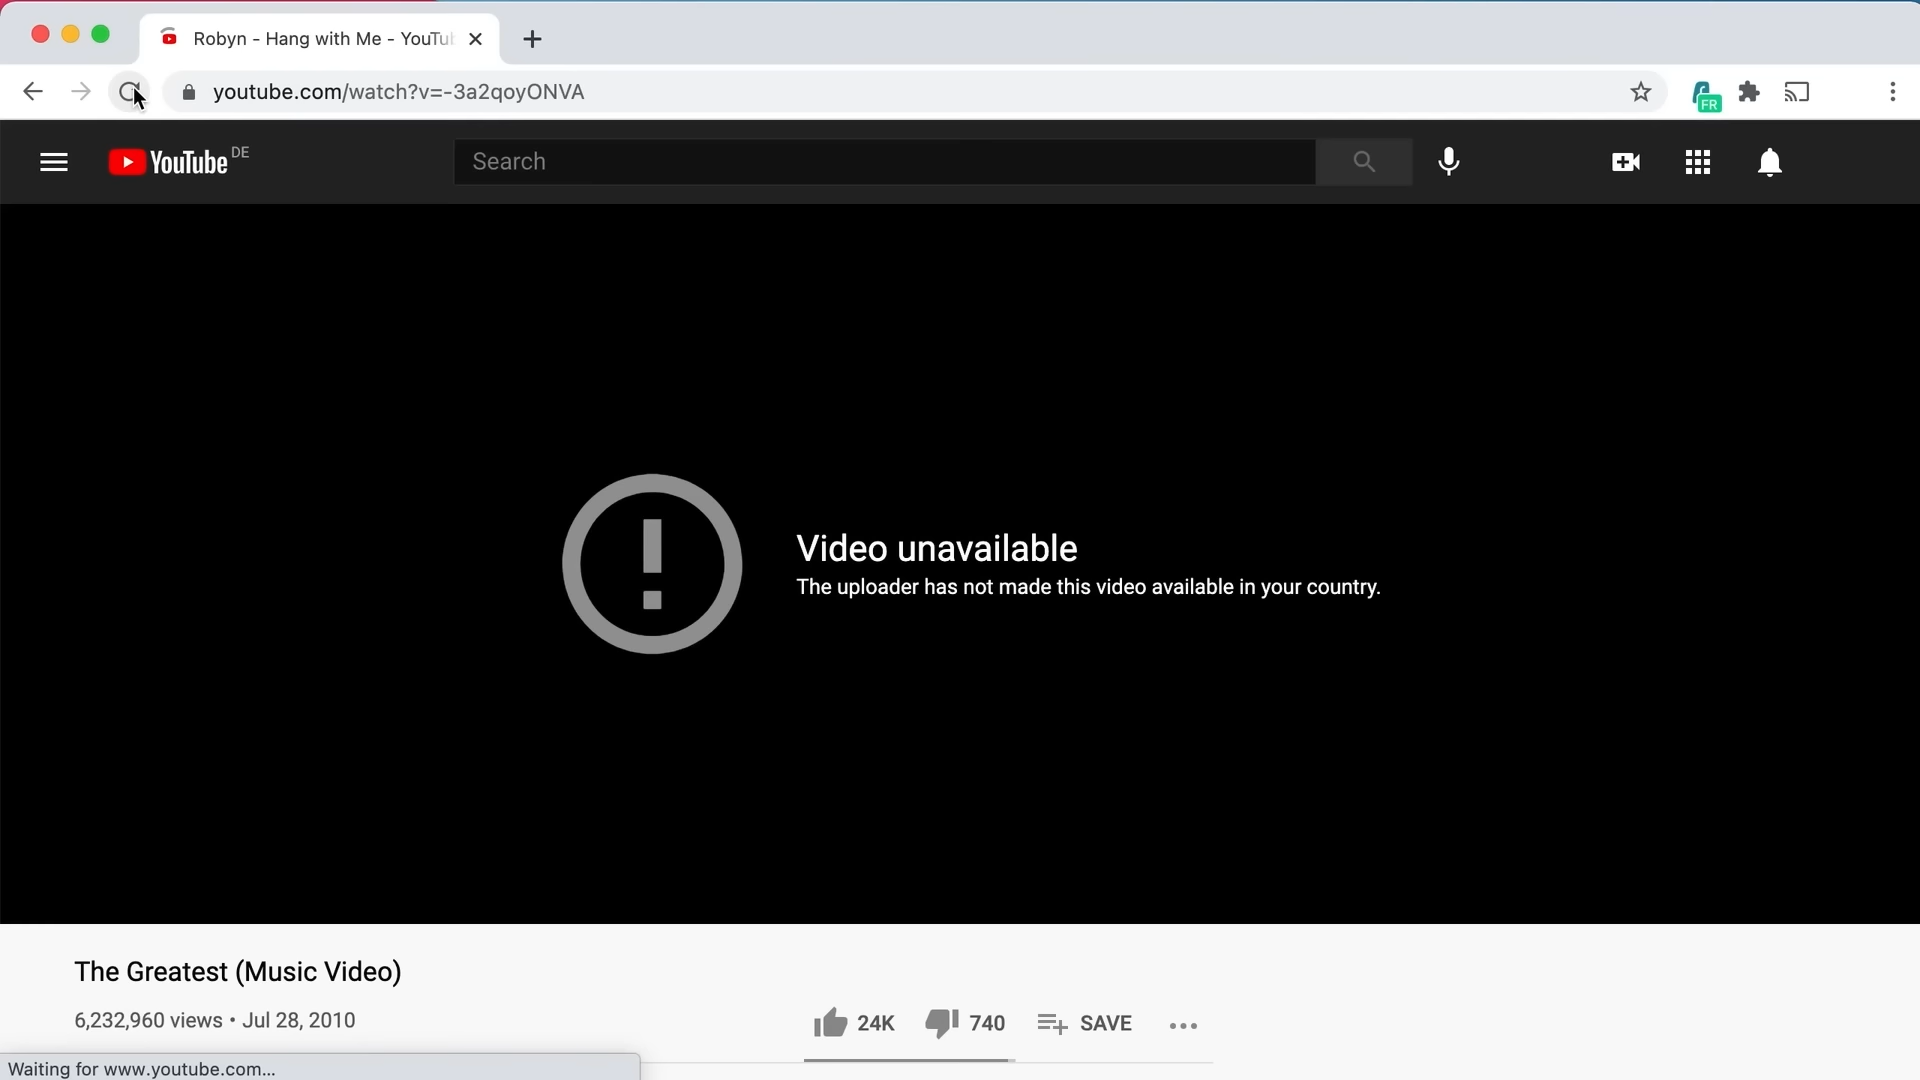 Robyn - Hang with Me - YouTu
youtube.com/watch?v=-3a2qoyONVA
FR
YouTube DE
Search
Video unavailable
The uploader has not made this video available in your country.
The Greatest (Music Video)
6,232,960 views • Jul 28, 2010
24K 740 SAVE
Waiting for www.youtube.com...